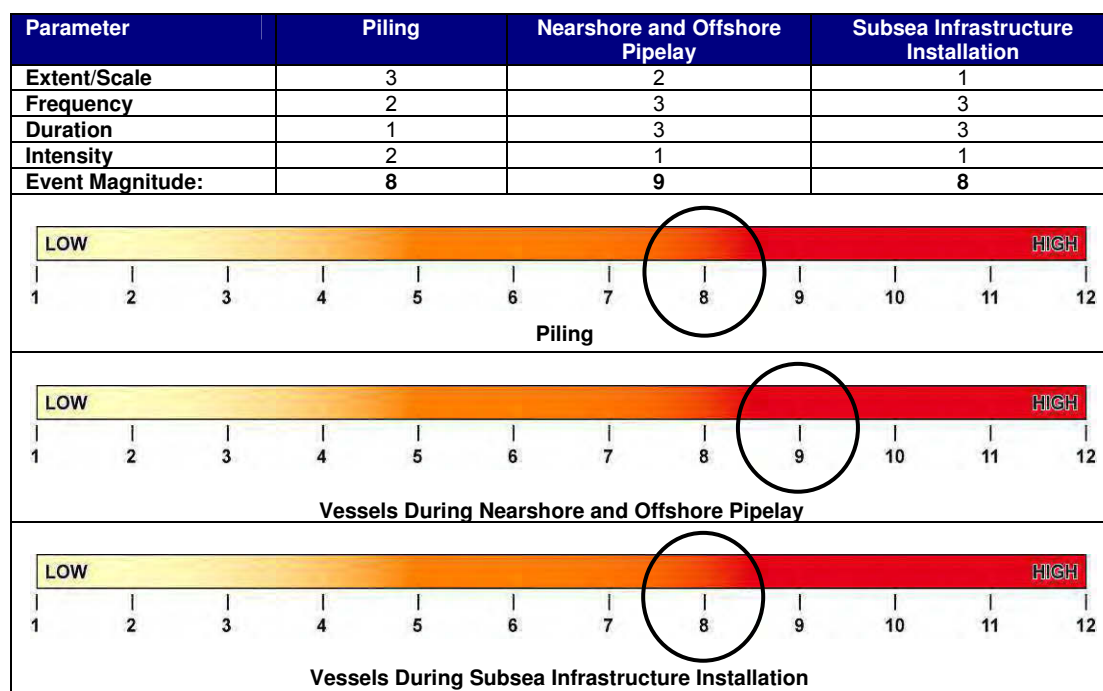 Parameter Piling Nearshore and Offshore Pipelay Subsea Infrastructure Installation
Extent/Scale 3 2 1
Frequency 2 3 3
Duration 1 3 3
Intensity 2 1 1
Event Magnitude: 8 9 8
LOW HIGH
1 2 3 4 5 6 7 8 9 10 11 12
Piling
LOW HIGH
1 2 3 4 5 6 7 8 9 10 11 12
Vessels During Nearshore and Offshore Pipelay
LOW HIGH
1 2 3 4 5 6 7 8 9 10 11 12
Vessels During Subsea Infrastructure Installation